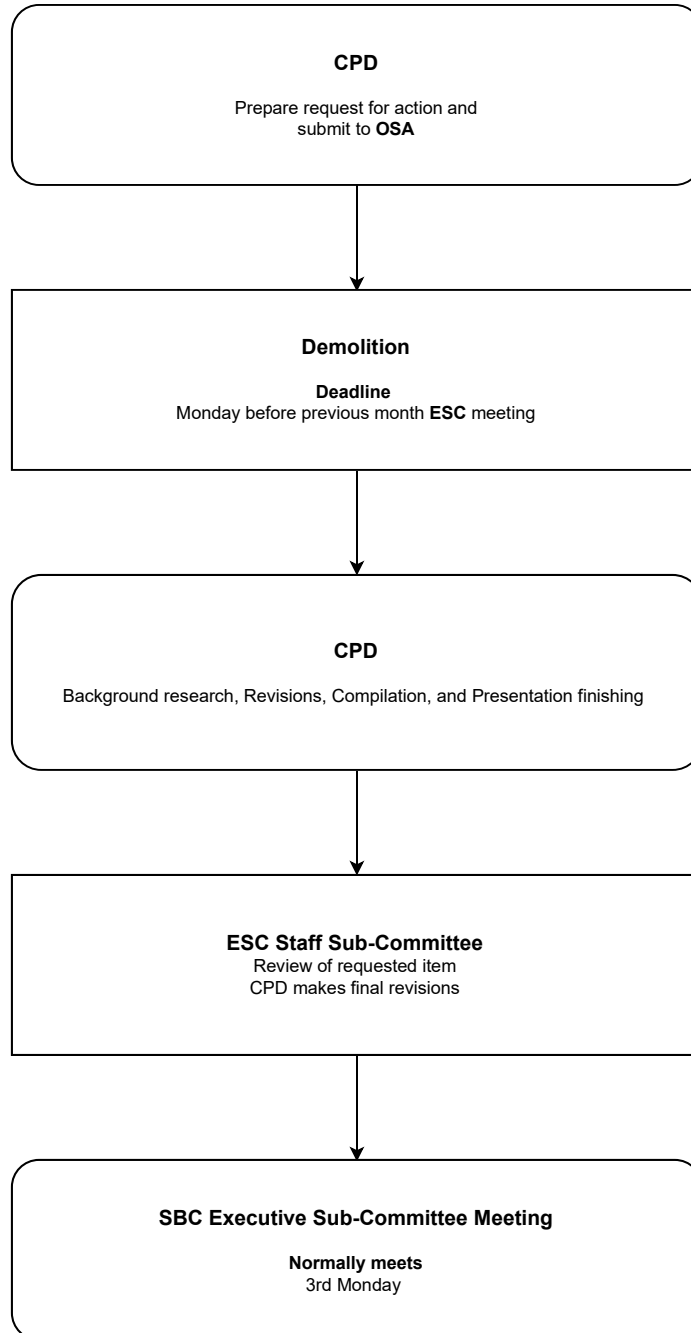 CPD
Prepare request for action and
submit to OSA
Demolition
Deadline
Monday before previous month ESC meeting
CPD
Background research, Revisions, Compilation, and Presentation finishing
ESC Staff Sub-Committee
Review of requested item
CPD makes final revisions
SBC Executive Sub-Committee Meeting
Normally meets
3rd Monday